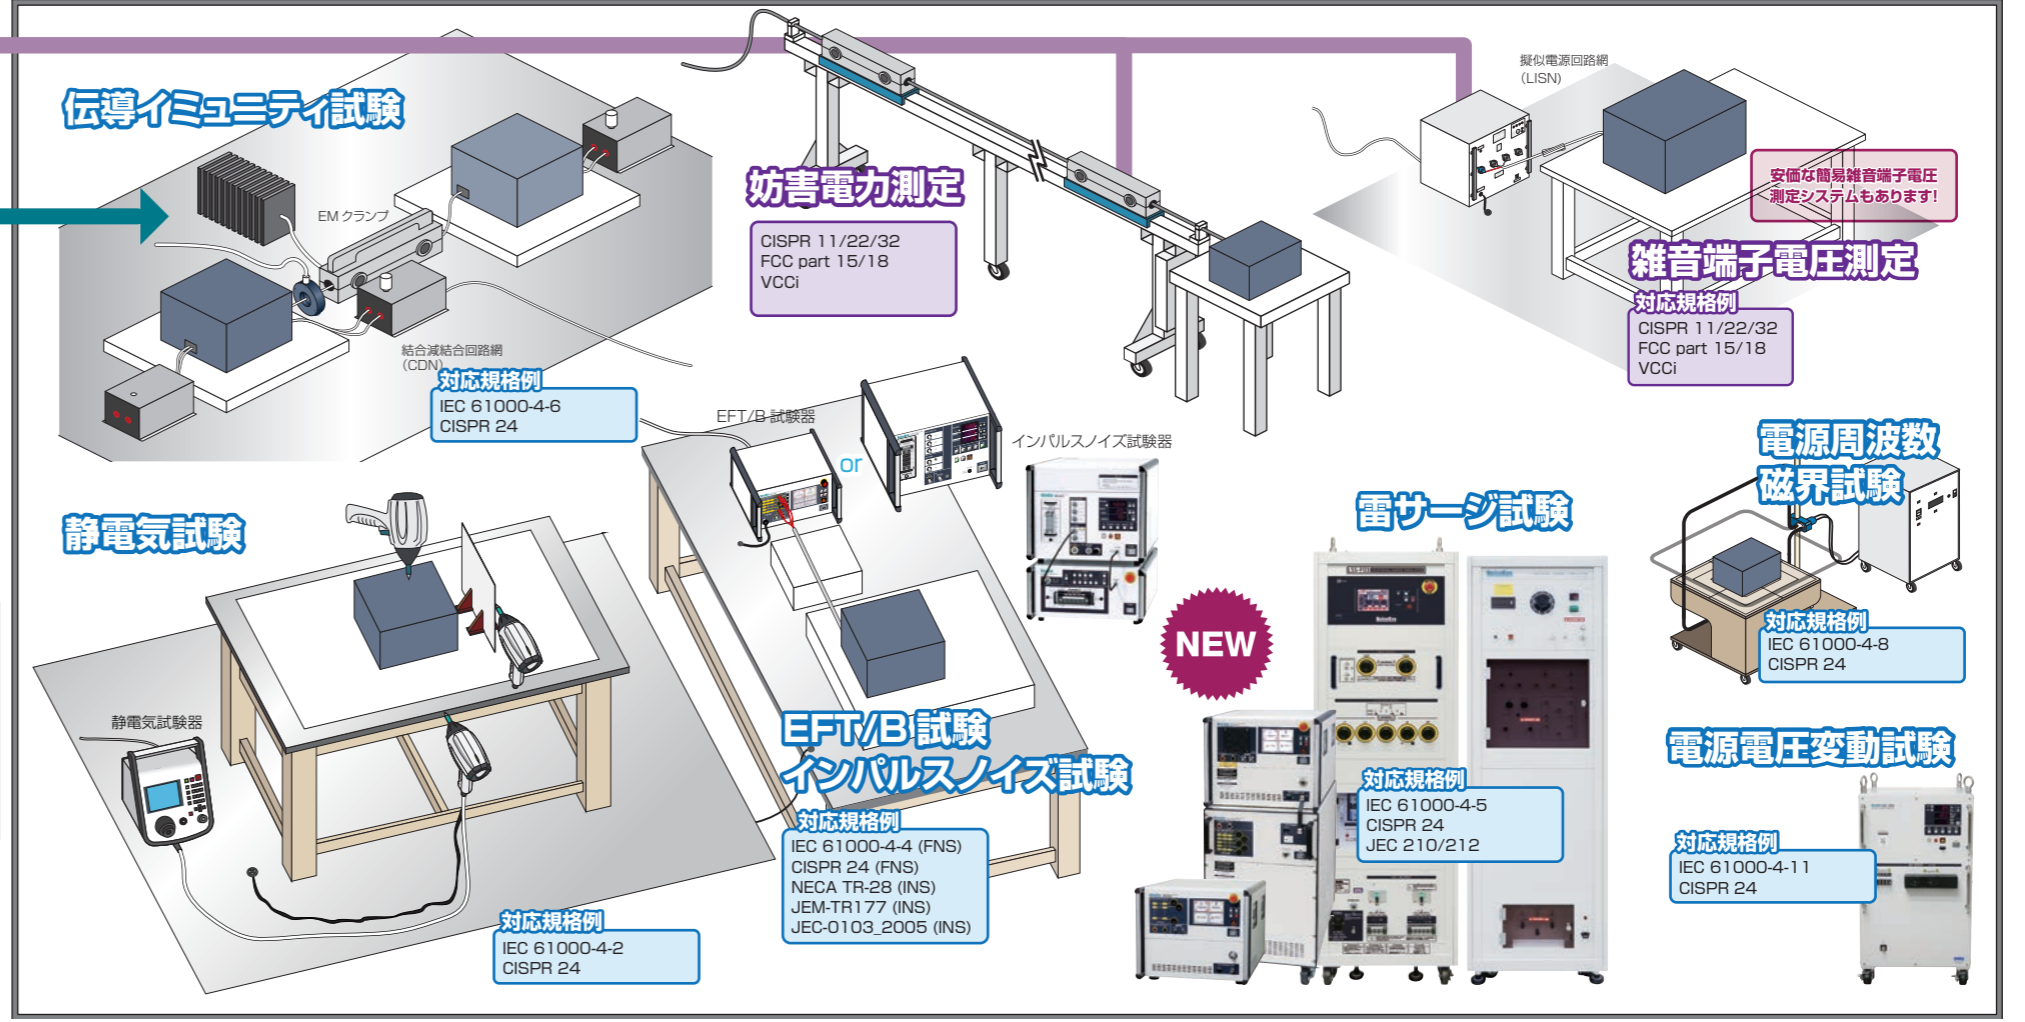 伝導イミュニティ試験
EMクランプ
結合減結合回路網
(CDN)
対応規格例
IEC 61000-4-6
CISPR 24
妨害電力測定
CISPR 11/22/32
FCC part 15/18
VCCi
擬似電源回路網
(LISN)
安価な簡易雑音端子電圧
測定システムもあります!
雑音端子電圧測定
対応規格例
CISPR 11/22/32
FCC part 15/18
VCCi
静電気試験
静電気試験器
対応規格例
IEC 61000-4-2
CISPR 24
EFT/B 試験器
or
インパルスノイズ試験器
EFT/B 試験
インパルスノイズ試験
対応規格例
IEC 61000-4-4 (FNS)
CISPR 24 (FNS)
NECA TR-28 (INS)
JEM-TR177 (INS)
JEC-0103_2005 (INS)
雷サージ試験
NEW
対応規格例
IEC 61000-4-5
CISPR 24
JEC 210/212
電源周波数
磁界試験
対応規格例
IEC 61000-4-8
CISPR 24
電源電圧変動試験
対応規格例
IEC 61000-4-11
CISPR 24